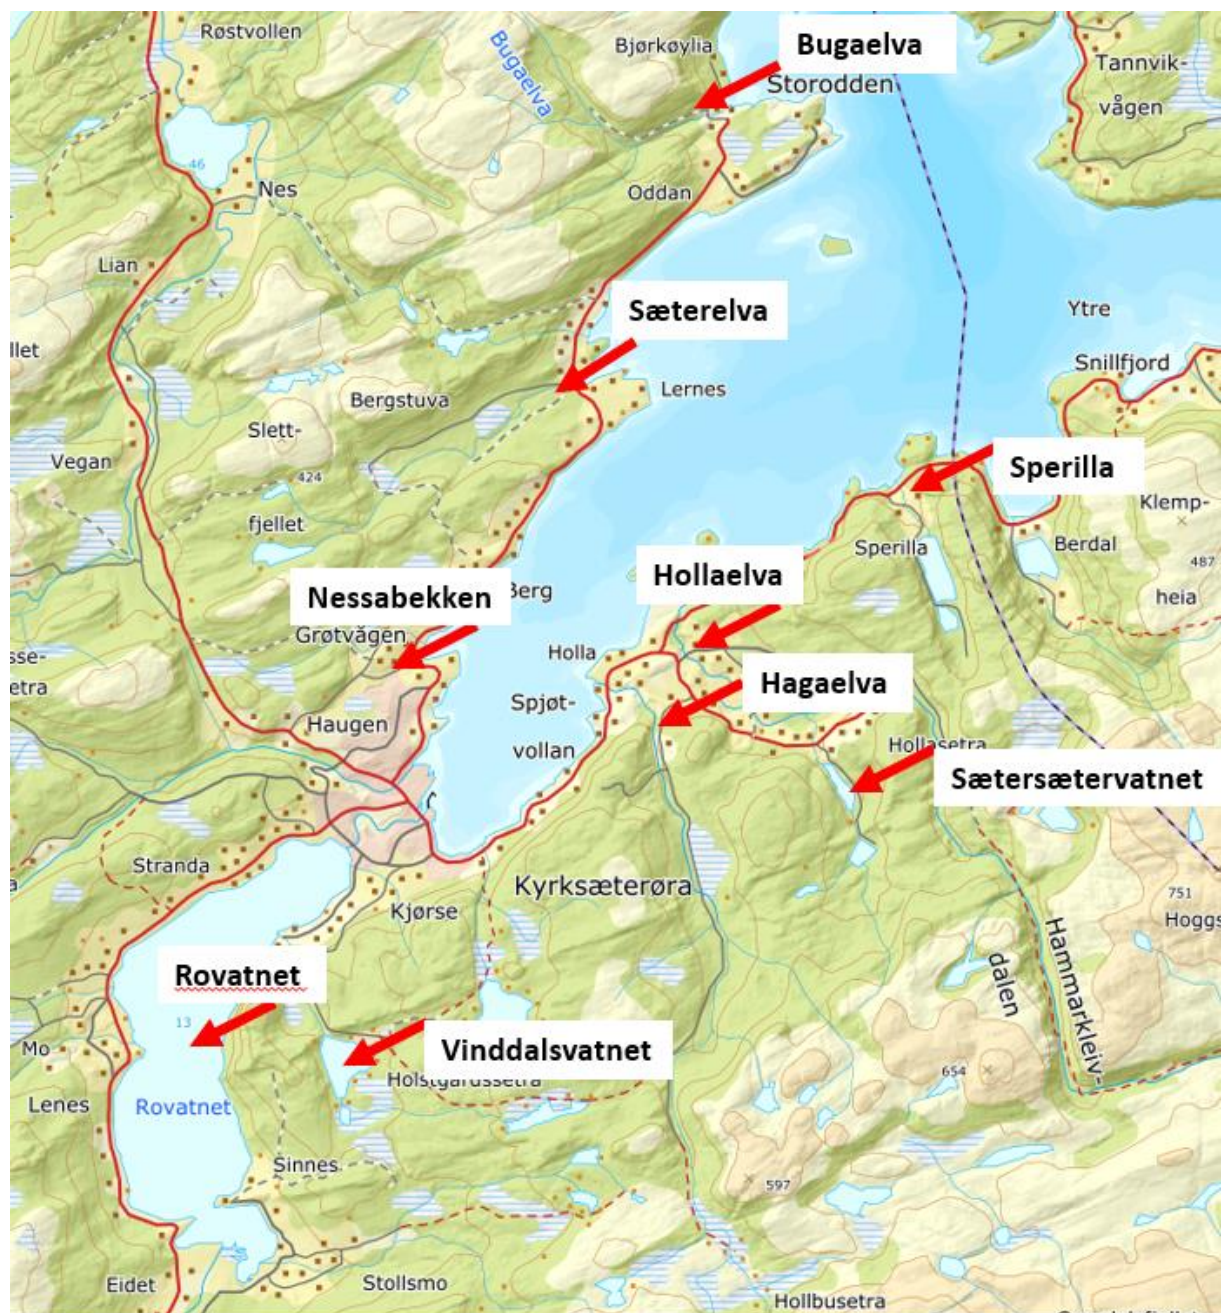 Røstvollen
Bugaelva
Bjørkøylia
Bugaelva
Storodden
Tannvik-
vågen
46
Nes
Oddan
Lian
Sæterelva
Ytre
Snillfjord
llet
Lernes
Bergstuva
Slett-
424
fjellet
Vegan
Sperilla
Klemp-
487
heia
Sperilla
Berdal
Hollaelva
Nessabekken
Berg
Grøtvågen
Holla
sse-
etra
Hagaelva
Spjøt-
vollan
Haugen
Hollasetra
Sætersætervatnet
Stranda
a
Kyrksæterøra
Kjørse
751
Hoggs
Hammarkleiv-
dalen
Rovatnet
13
Mo
Vinddalsvatnet
Holstgardssetra
654
Lenes
Rovatnet
Sinnes
597
Eidet
Stollsmo
Hollbusetra